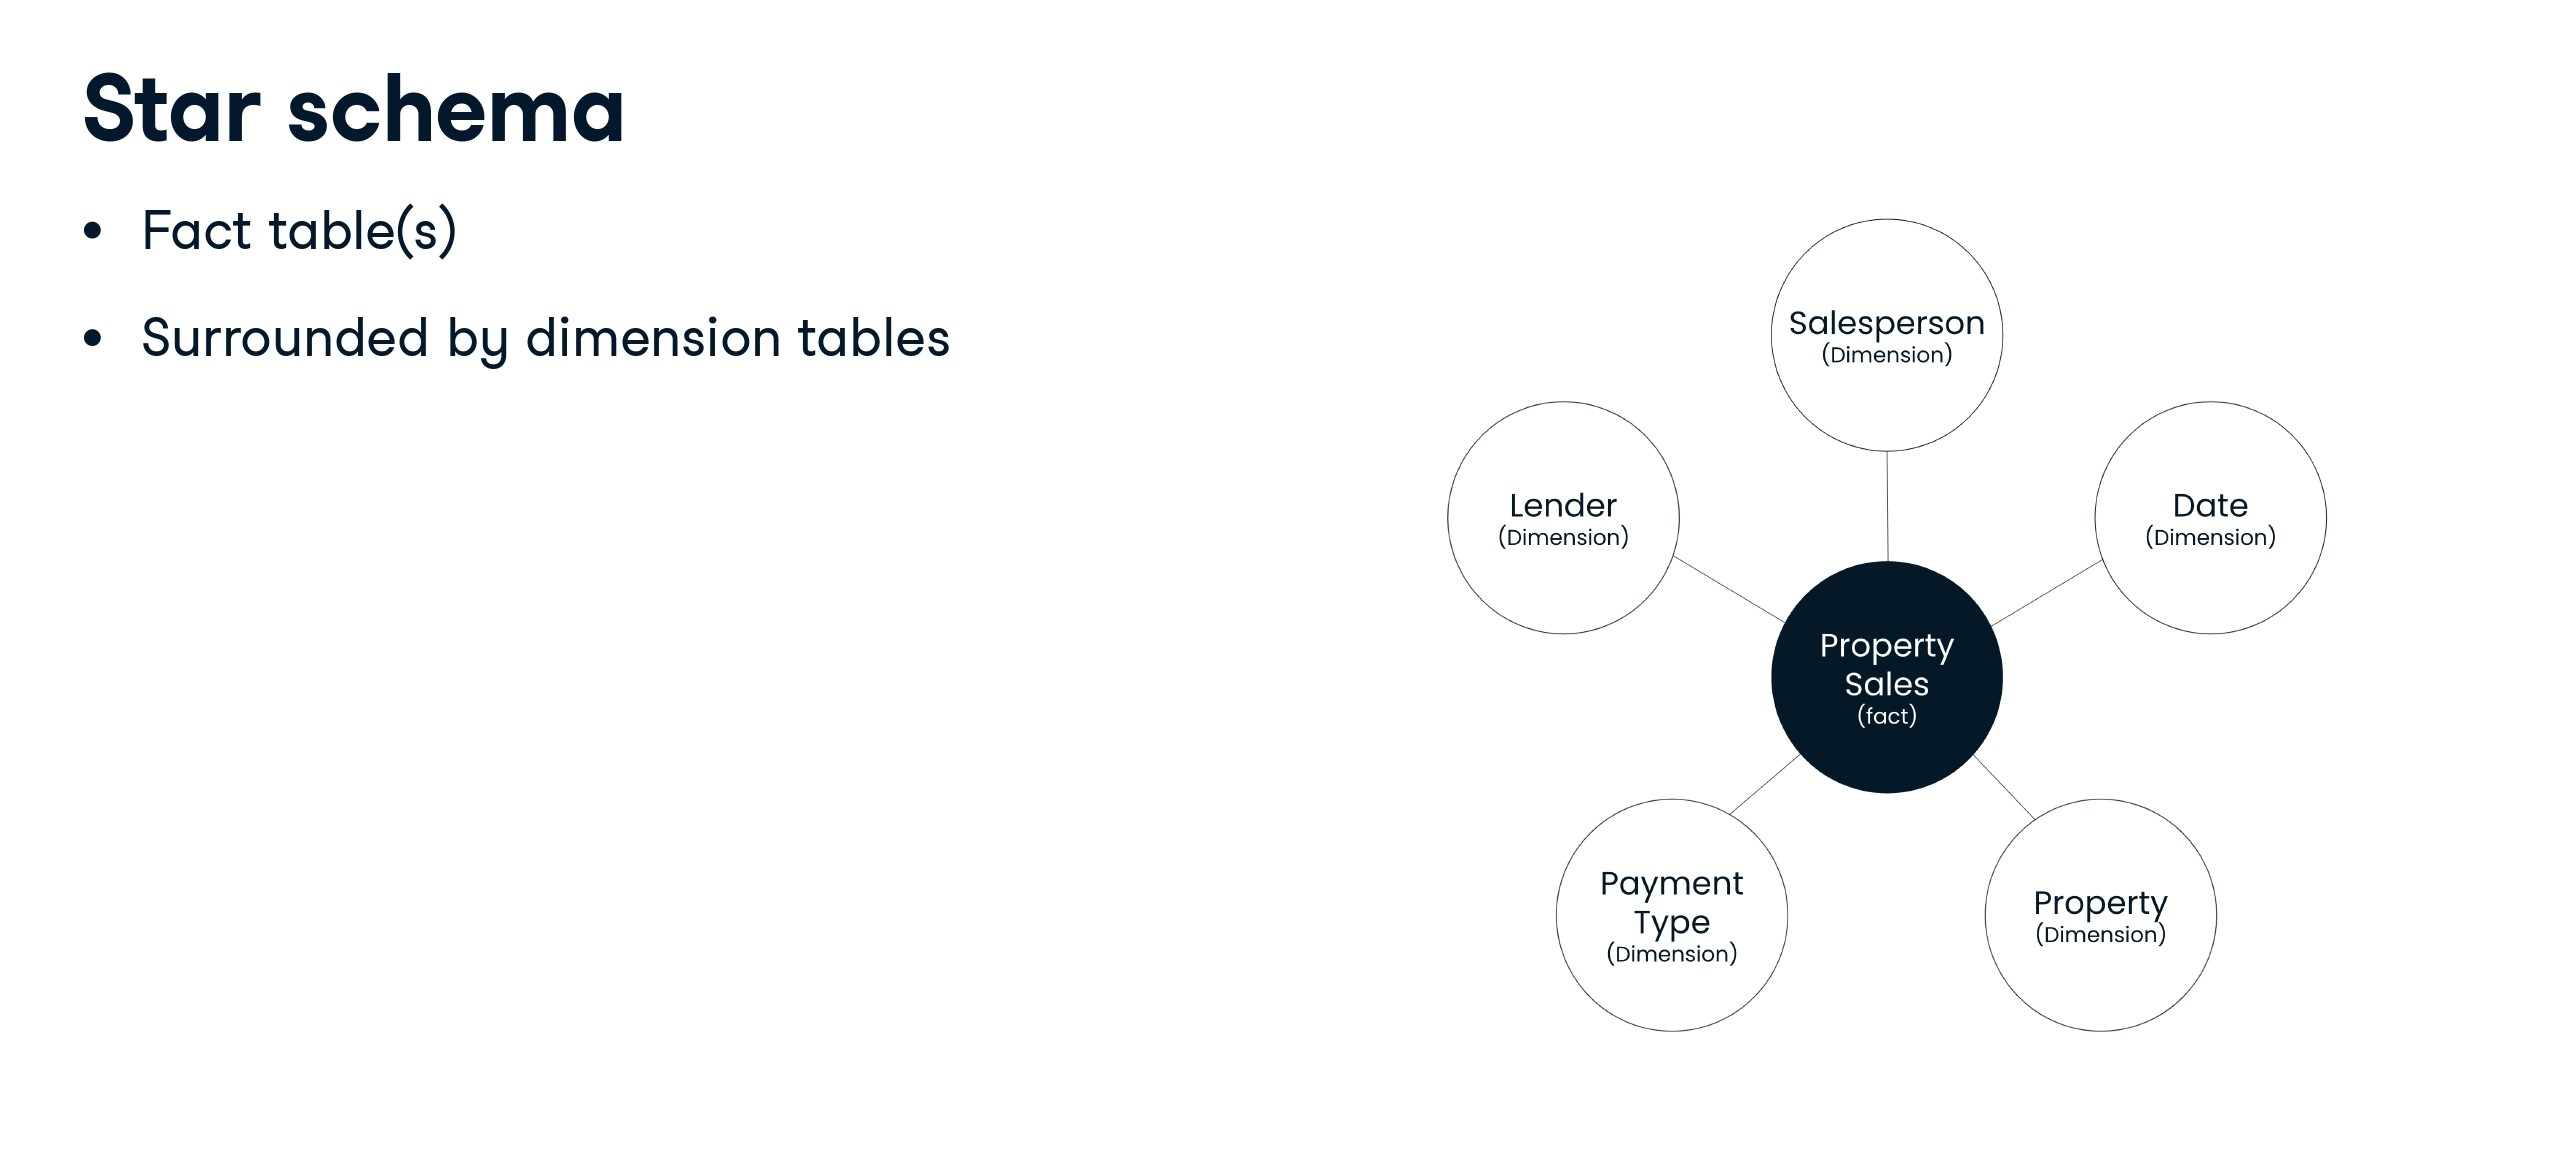 Star schema
• Fact table(s)
• Surrounded by dimension tables
Salesperson
(Dimension)
Lender
(Dimension)
Date
(Dimension)
Property
Sales
(fact)
Payment
Type
(Dimension)
Property
(Dimension)